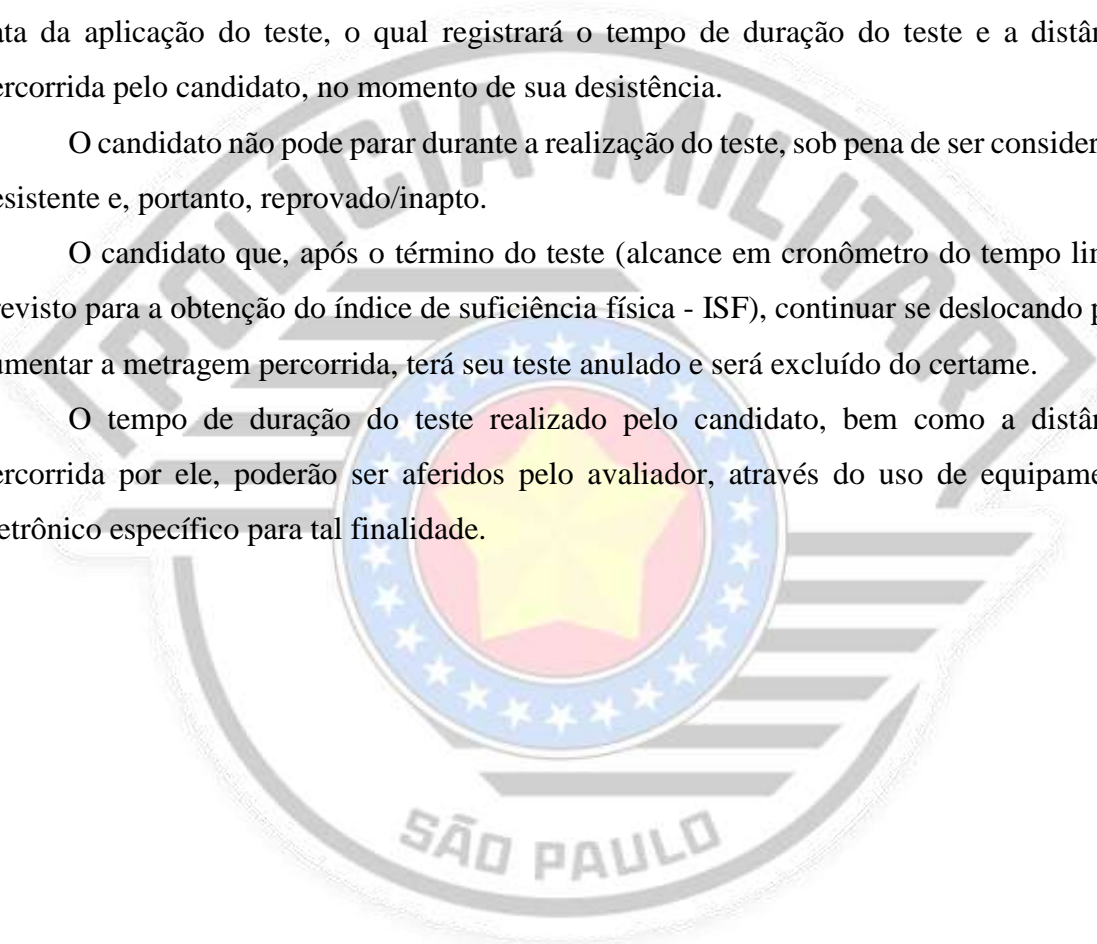 ata da aplicação do teste, o qual registrará o tempo de duração do teste e a distân
ercorrida pelo candidato, no momento de sua desistência.
O candidato não pode parar durante a realização do teste, sob pena de ser consider
esistente e, portanto, reprovado/inapto.
O candidato que, após o término do teste (alcance em cronômetro do tempo lim
revisto para a obtenção do índice de suficiência física - ISF), continuar se deslocando p
umentar a metragem percorrida, terá seu teste anulado e será excluído do certame.
O tempo de duração do teste realizado pelo candidato, bem como a distân
ercorrida por ele, poderão ser aferidos pelo avaliador, através do uso de equipame
etrônico específico para tal finalidade.
POLÍCIA MILITAR
SÃO PAULO